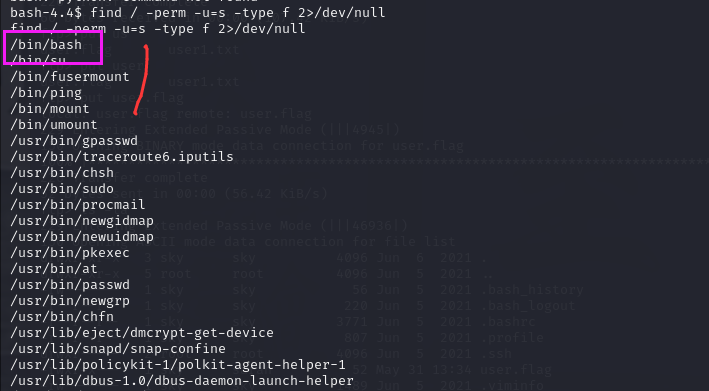 bash-4.4$ find / -perm -u=s -type f 2>/dev/null
find / -perm -u=s -type f 2>/dev/null
/bin/bash
/bin/su
/bin/fusermount
/bin/ping
/bin/mount
/bin/umount
/usr/bin/gpasswd
/usr/bin/traceroute6.iputils
/usr/bin/chsh
/usr/bin/sudo
/usr/bin/procmail
/usr/bin/newgidmap
/usr/bin/newuidmap
/usr/bin/pkexec
/usr/bin/at
/usr/bin/passwd
/usr/bin/newgrp
/usr/bin/chfn
/usr/lib/eject/dmcrypt-get-device
/usr/lib/snapd/snap-confine
/usr/lib/policykit-1/polkit-agent-helper-1
/usr/lib/dbus-1.0/dbus-daemon-launch-helper